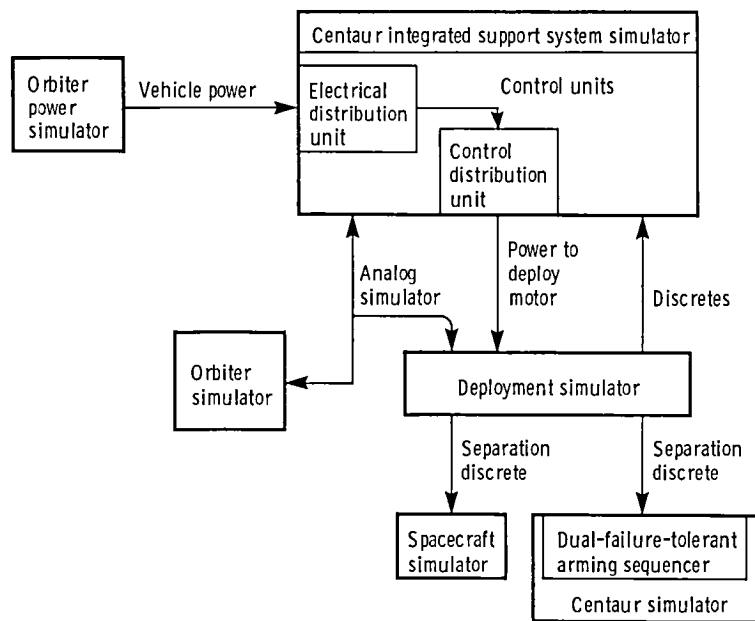 Centaur integrated support system simulator
Orbiter
power
simulator
Vehicle power
Electrical
distribution
unit
Control units
Control
distribution
unit
Analog
simulator
Power to
deploy
motor
Discretes
Orbiter
simulator
Deployment simulator
Separation
discrete
Separation
discrete
Spacecraft
simulator
Dual-failure-tolerant
arming sequencer
Centaur simulator